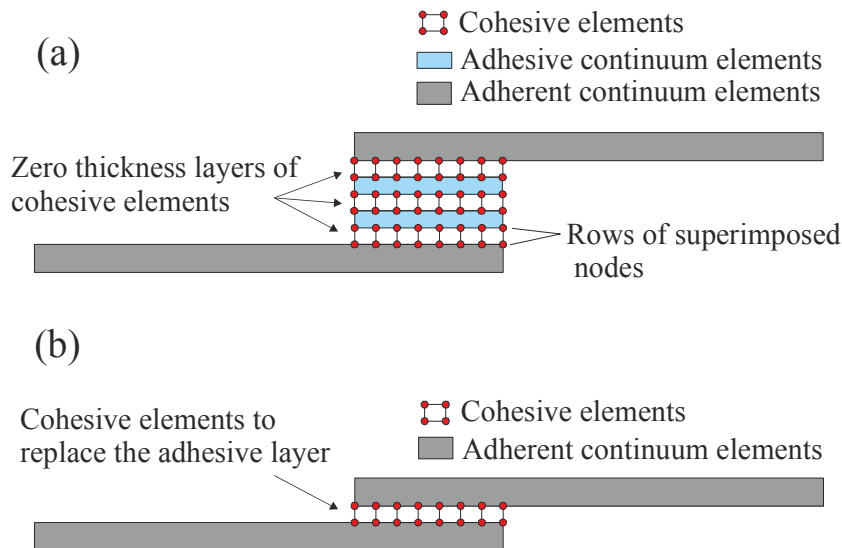 (a)
Cohesive elements
Adhesive continuum elements
Adherent continuum elements
Zero thickness layers of
cohesive elements
Rows of superimposed
nodes
(b)
Cohesive elements to
replace the adhesive layer
Cohesive elements
Adherent continuum elements